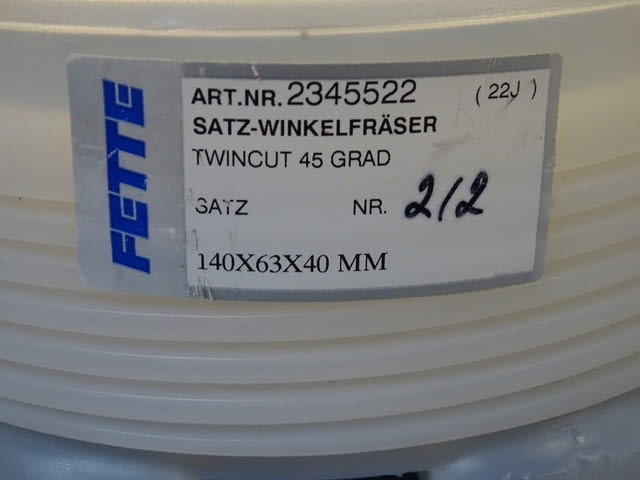 FETTE
ART.NR. 2345522 (22J)
SATZ-WINKELFRÄSER
TWINCUT 45 GRAD
SATZ NR. 2/2
140X63X40 MM